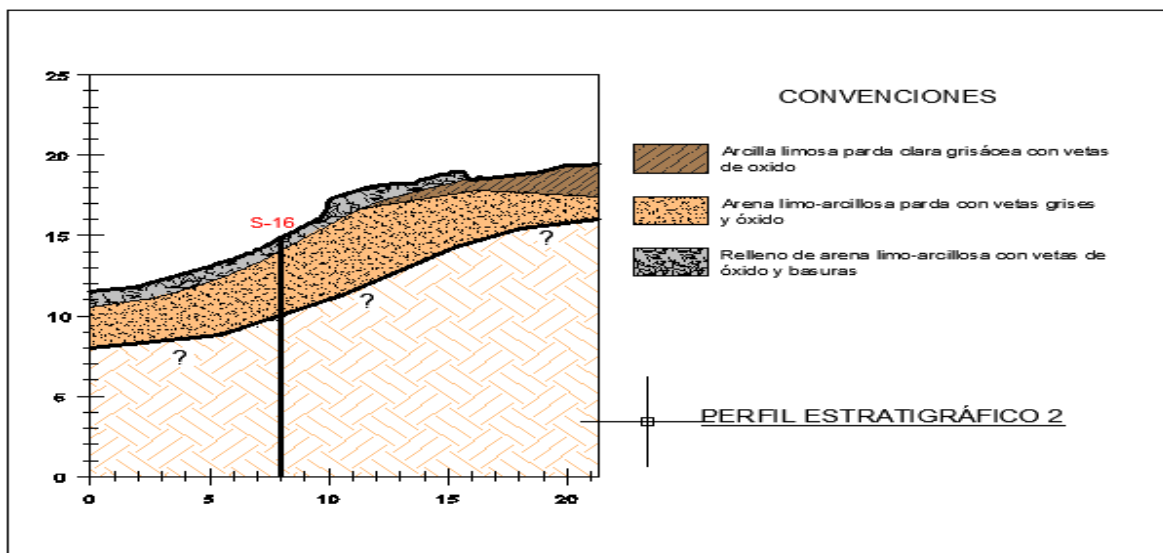 25
20
15
10
5
0
0
5
10
15
20
S-16
?
?
?
CONVENCIONES
Arcilla limosa parda clara grisácea con vetas
de oxido
Arena limo-arcillosa parda con vetas grises
y óxido
Relleno de arena limo-arcillosa con vetas de
óxido y basuras
PERFIL ESTRATIGRÁFICO 2